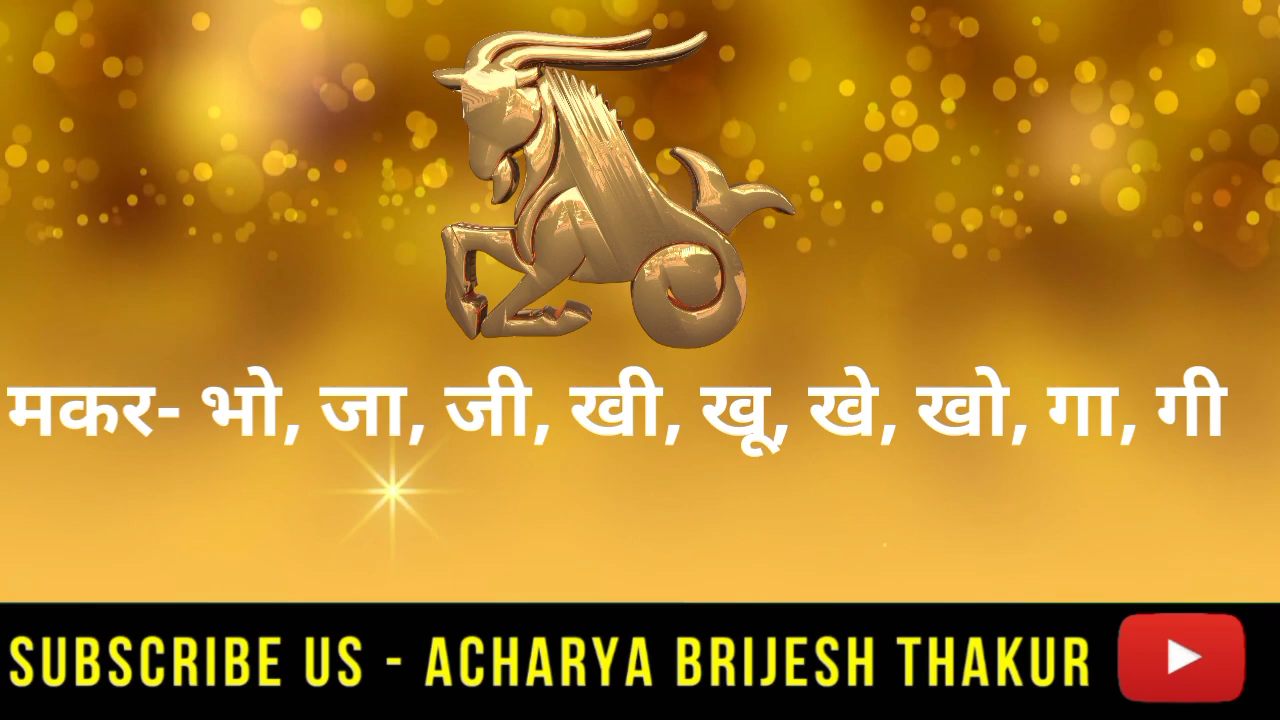 मकर- भो, जा, जी, खी, खू, खे, खो, गा, गी
SUBSCRIBE US - ACHARYA BRIJESH THAKUR